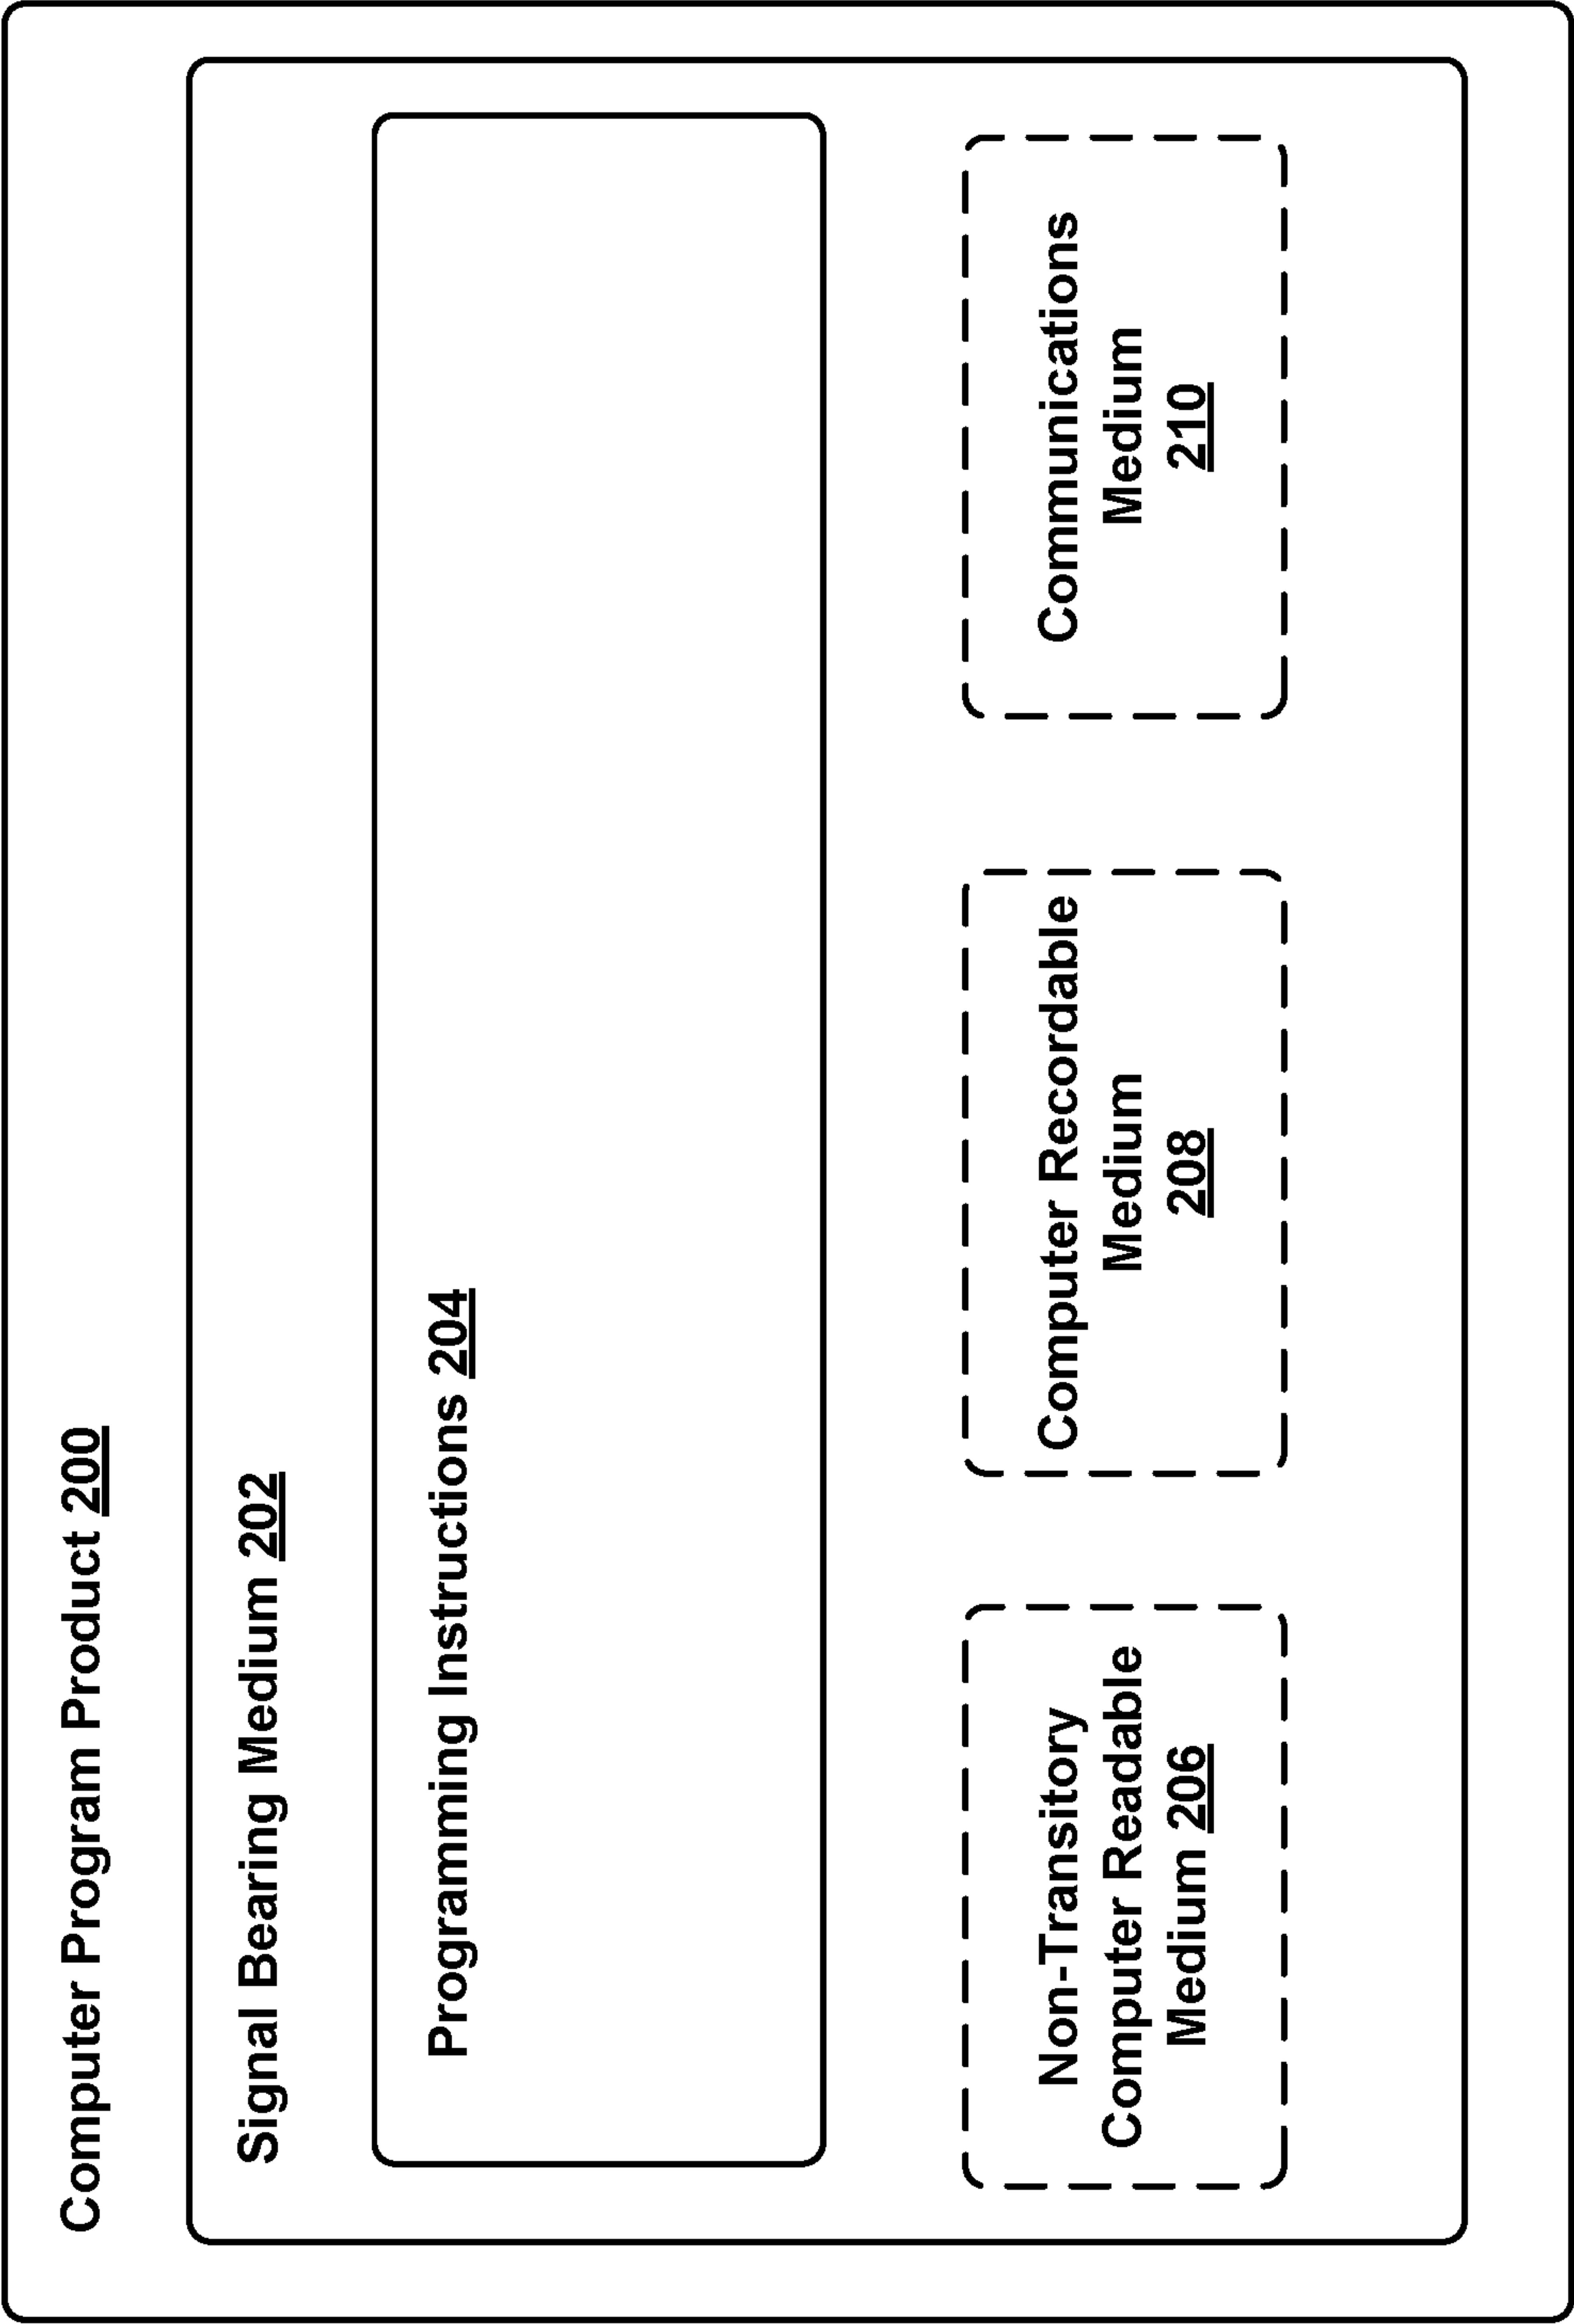 Computer Program Product 200
Signal Bearing Medium 202
Programming Instructions 204
Non-Transitory
Computer Readable
Medium 206
Computer Recordable
Medium
208
Communications
Medium
210